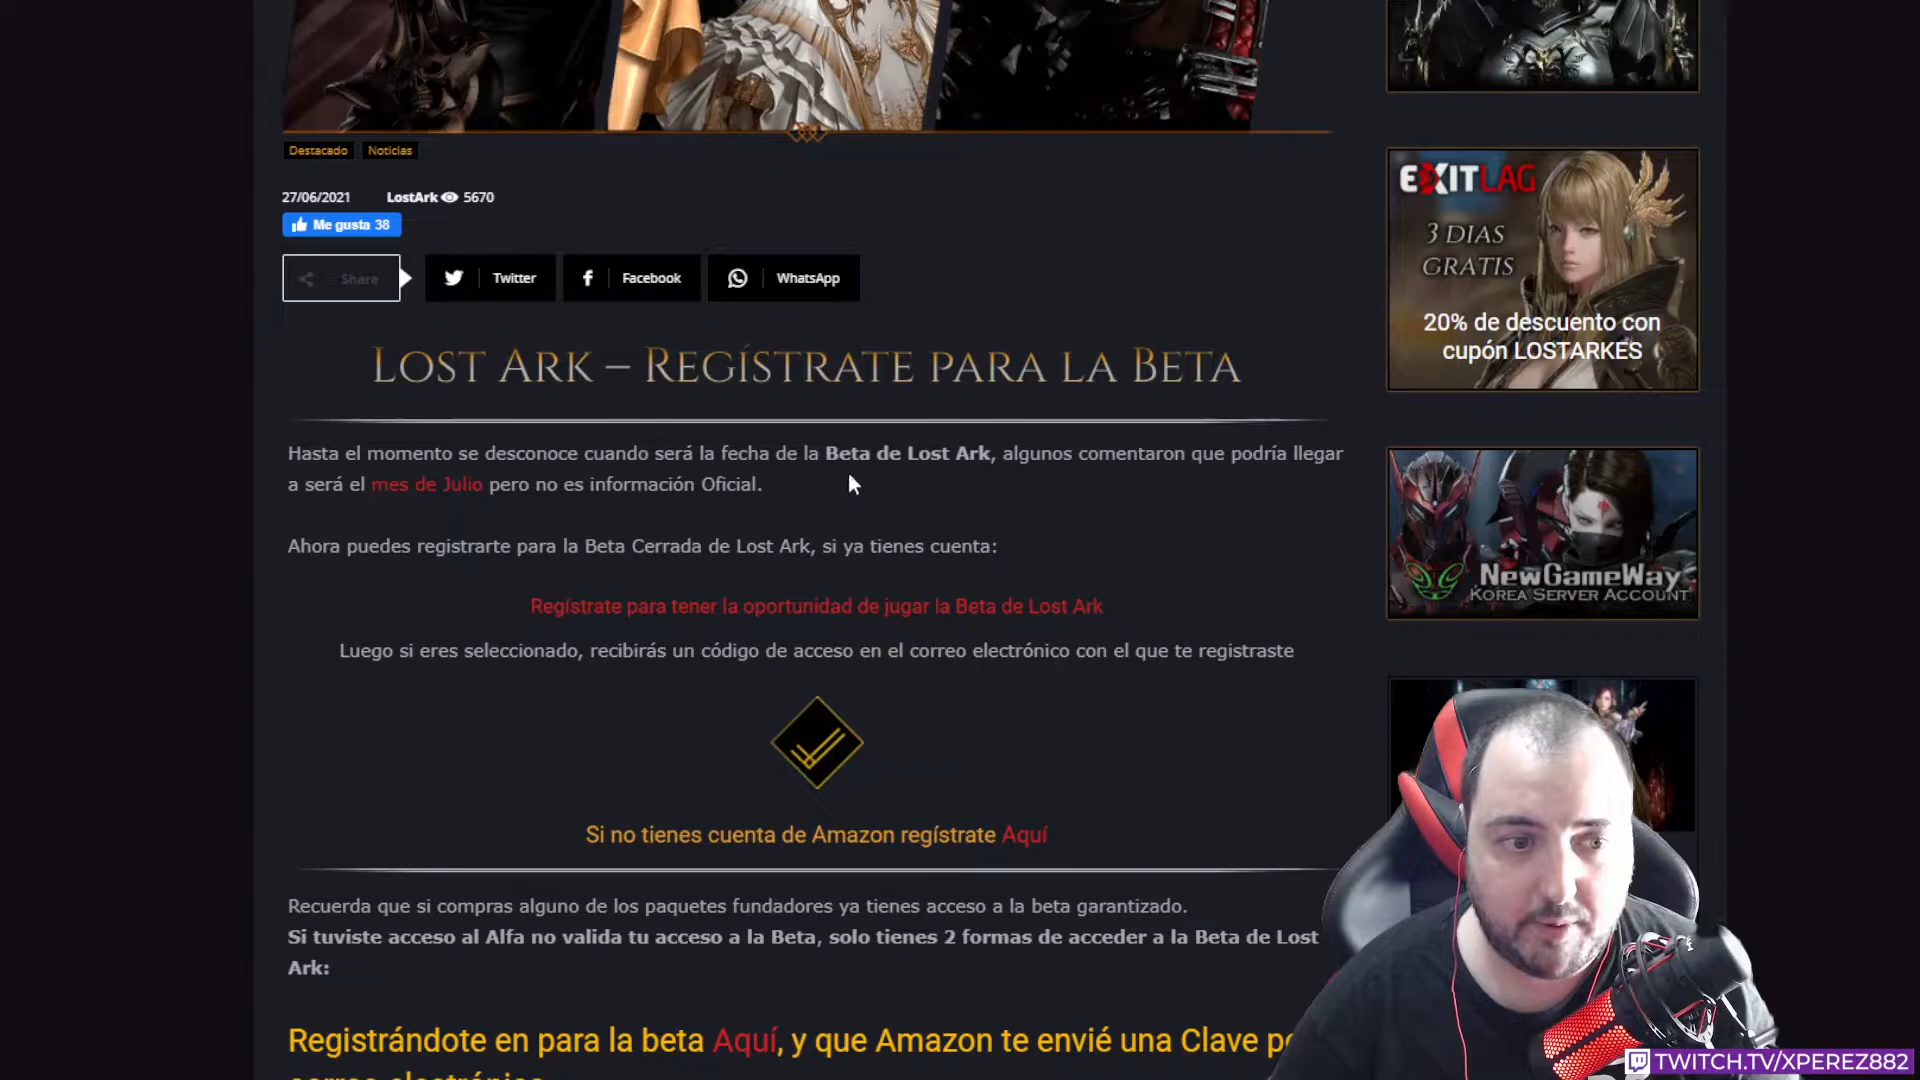 Destacado Noticias
27/06/2021 LostArk 5670
Me gusta 38
Share Twitter Facebook WhatsApp
Lost Ark – Regístrate para la Beta
Hasta el momento se desconoce cuando será la fecha de la Beta de Lost Ark, algunos comentaron que podría llegar
a será el mes de Julio pero no es información Oficial.
Ahora puedes registrarte para la Beta Cerrada de Lost Ark, si ya tienes cuenta:
Regístrate para tener la oportunidad de jugar la Beta de Lost Ark
Luego si eres seleccionado, recibirás un código de acceso en el correo electrónico con el que te registraste
Si no tienes cuenta de Amazon regístrate Aquí
Recuerda que si compras alguno de los paquetes fundadores ya tienes acceso a la beta garantizado.
Si tuviste acceso al Alfa no valida tu acceso a la Beta, solo tienes 2 formas de acceder a la Beta de Lost
Ark:
Registrándote en para la beta Aquí, y que Amazon te envié una Clave
EXITLAG
3 DIAS
GRATIS
20% de descuento con
cupón LOSTARKES
NewGameWay
KOREA SERVER ACCOUNT
TWITCH.TV/XPEREZ882